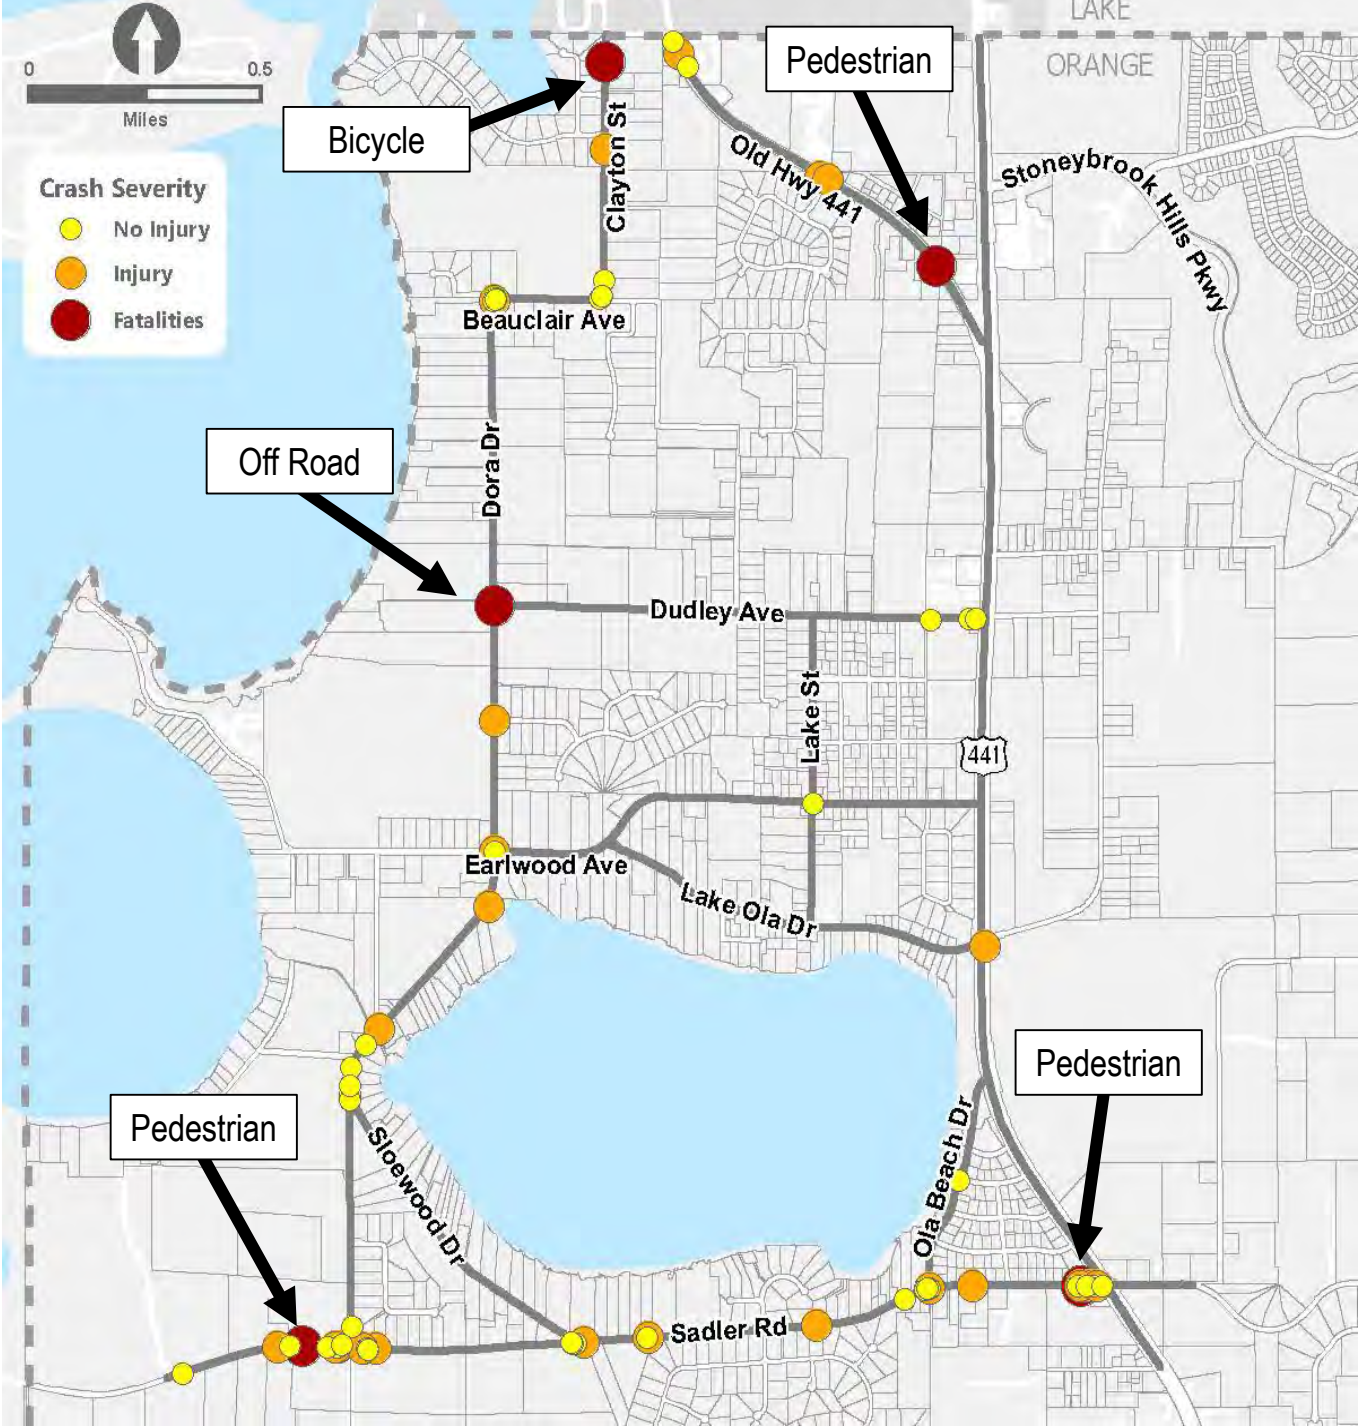 LAKE
ORANGE
0 0.5
Miles
Crash Severity
No Injury
Injury
Fatalities
Bicycle
Pedestrian
Clayton St
Old Hwy 441
Stoneybrook Hills Pkwy
Beauclair Ave
Off Road
Dora Dr
Dudley Ave
Lake St
441
Earlwood Ave
Lake Ola Dr
Pedestrian
Pedestrian
Sloewood Dr
Ola Beach Dr
Sadler Rd